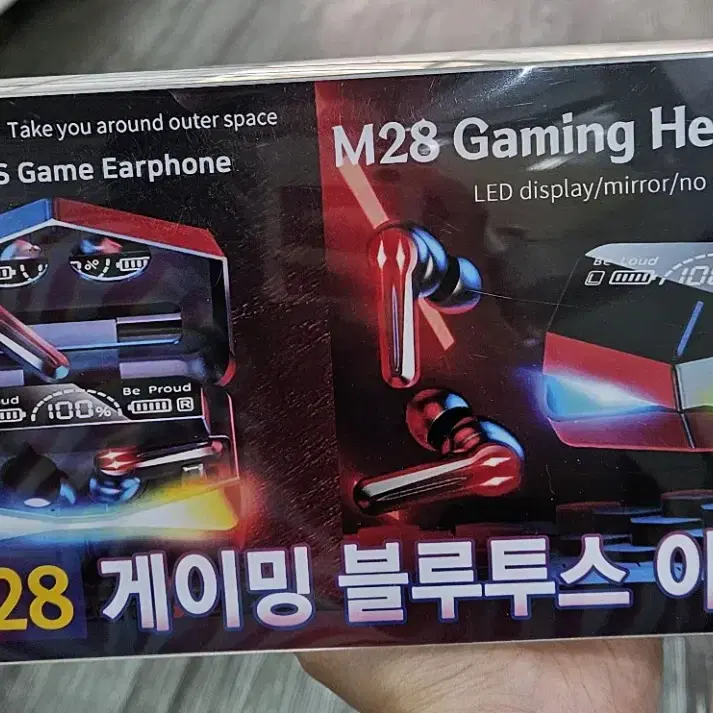 Take you around outer space
S Game Earphone
M28 Gaming He
LED display/mirror/no
Be Loud
L
Be Proud
100%
R
28 게이밍 블루투스 이